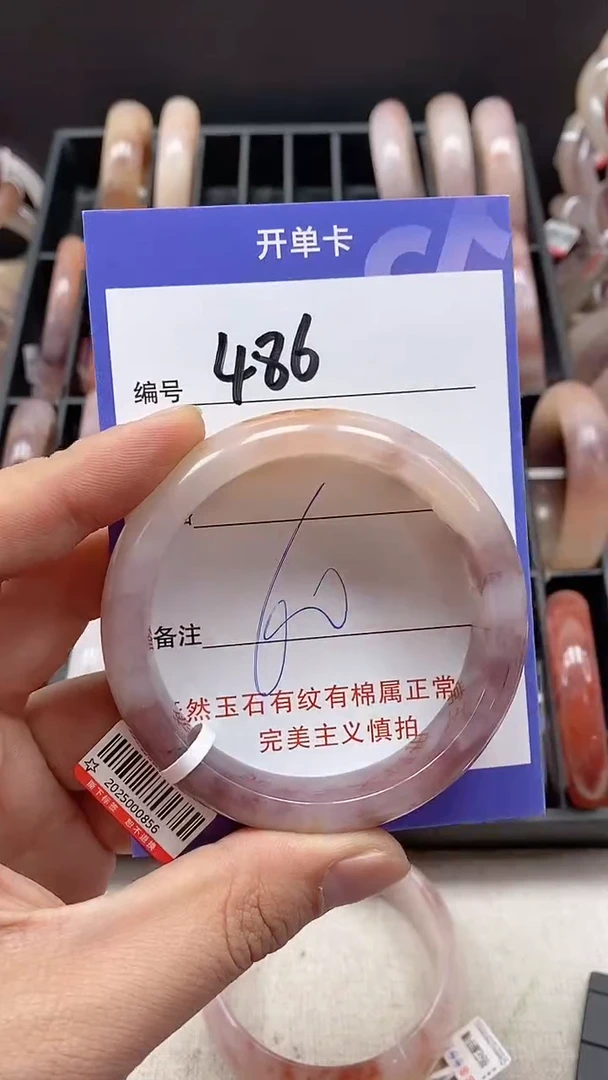 开单卡
编号 486
备注
然玉石有纹有棉属正常
完美主义慎拍
2025000856